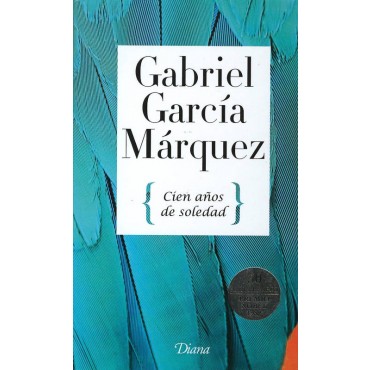 Gabriel
García
Márquez
Cien años
de soledad
Diana